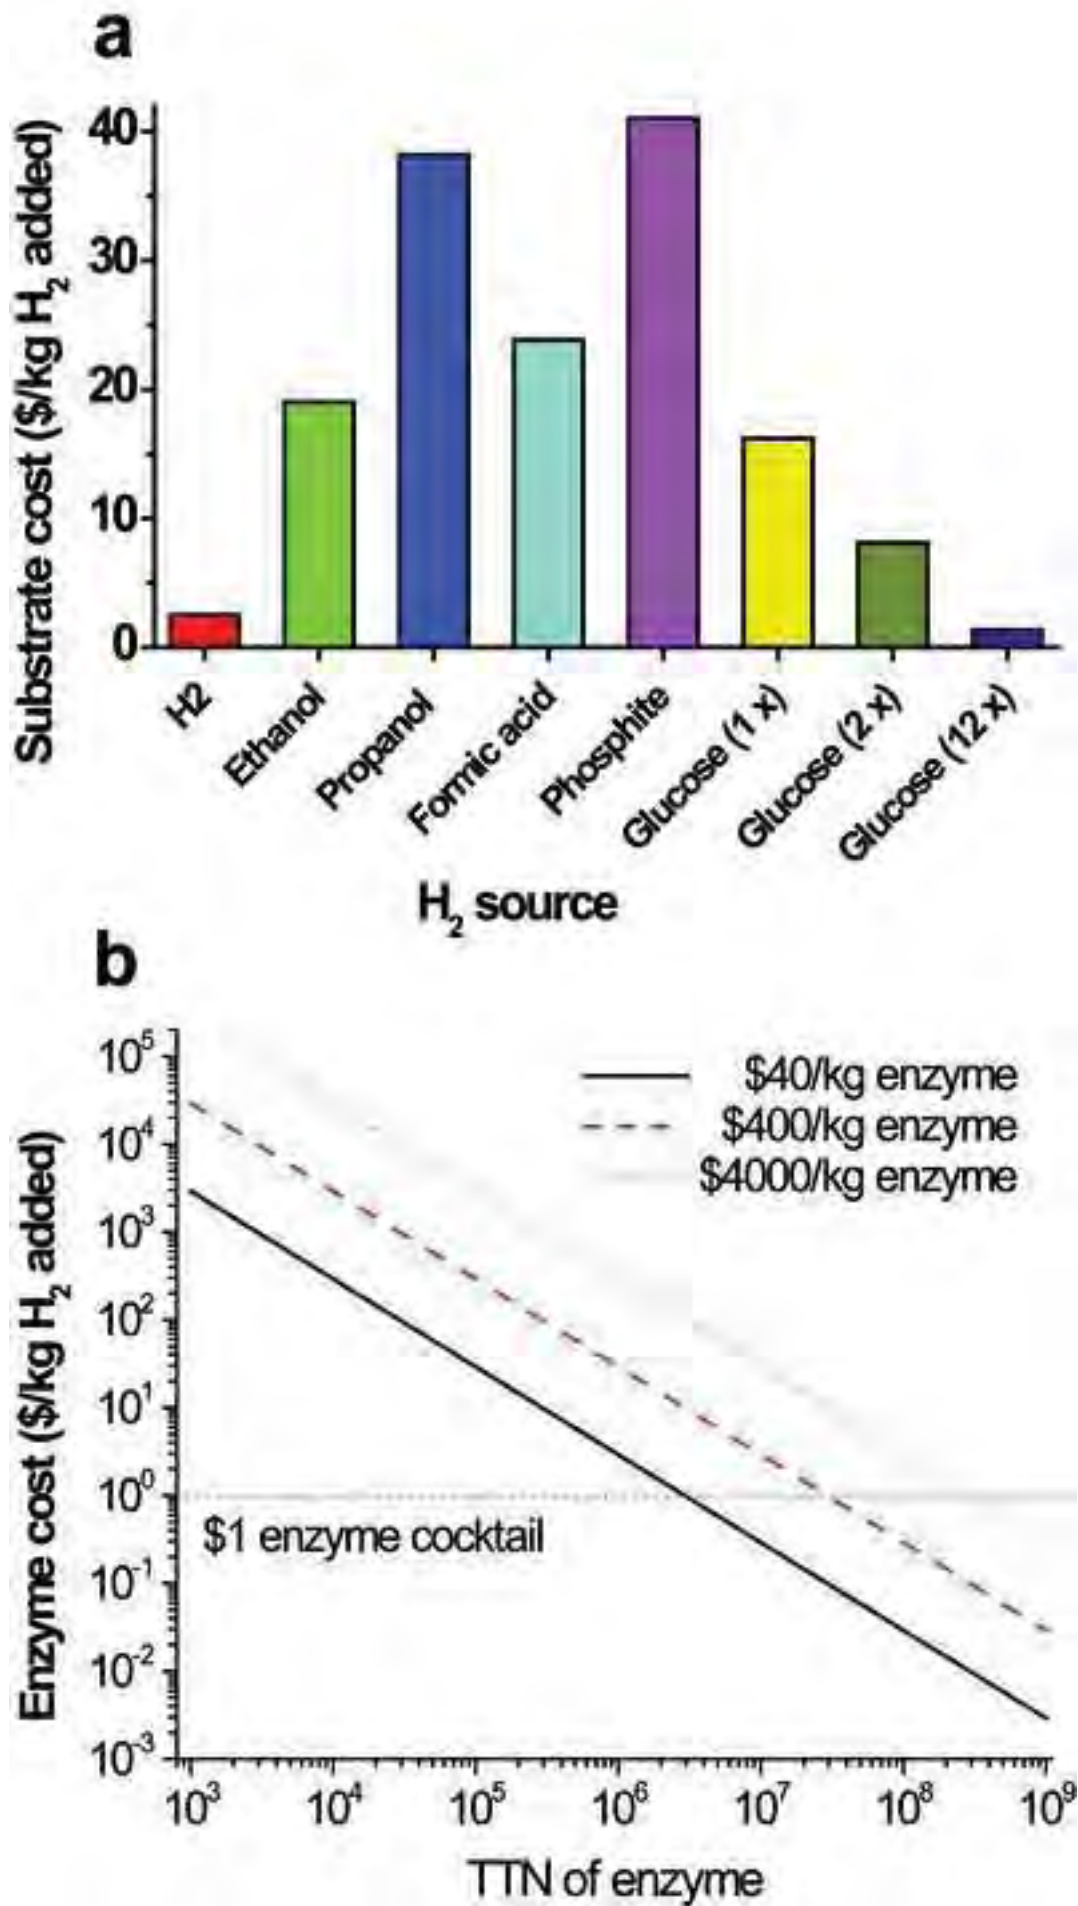 a
Substrate cost ($/kg H2 added)
40
30
20
10
0
H2
Ethanol
Propanol
Formic acid
Phosphite
Glucose (1 x)
Glucose (2 x)
Glucose (12 x)
H2 source
b
Enzyme cost ($/kg H2 added)
10^5
10^4
10^3
10^2
10^1
10^0
10^-1
10^-2
10^-3
$40/kg enzyme
$400/kg enzyme
$4000/kg enzyme
$1 enzyme cocktail
10^3
10^4
10^5
10^6
10^7
10^8
10^9
TTN of enzyme